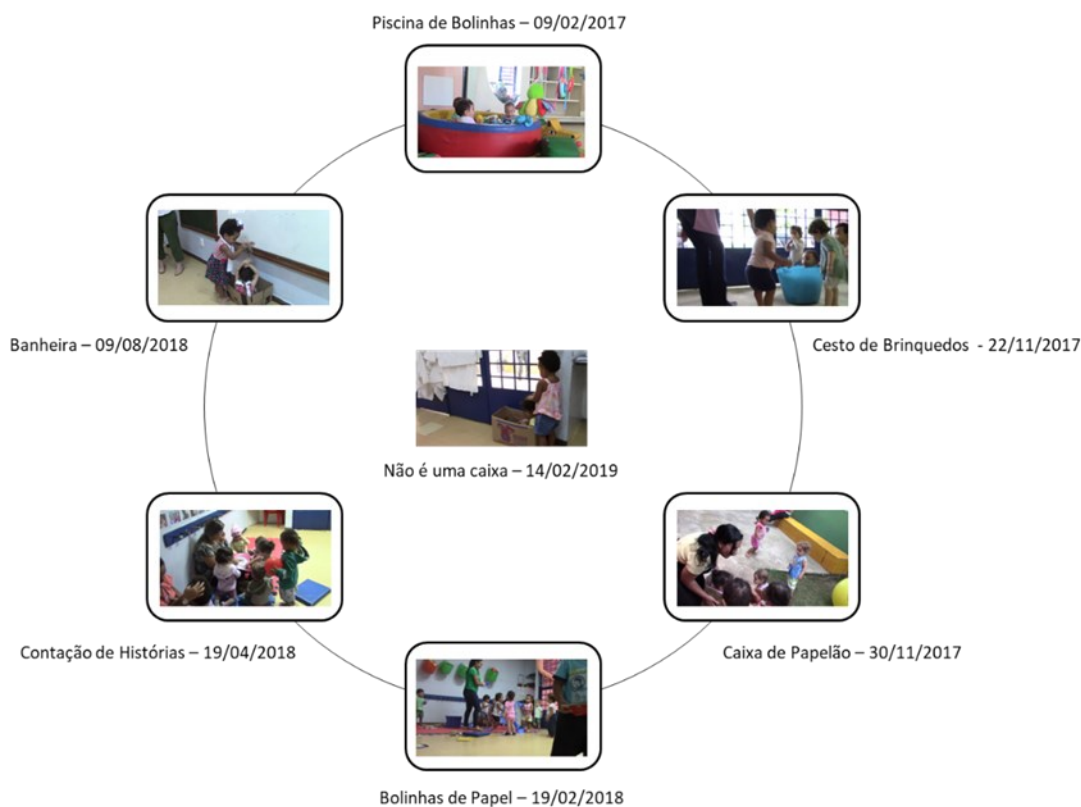 Piscina de Bolinhas – 09/02/2017
Banheira – 09/08/2018
Cesto de Brinquedos - 22/11/2017
Não é uma caixa – 14/02/2019
Contação de Histórias – 19/04/2018
Caixa de Papelão – 30/11/2017
Bolinhas de Papel – 19/02/2018